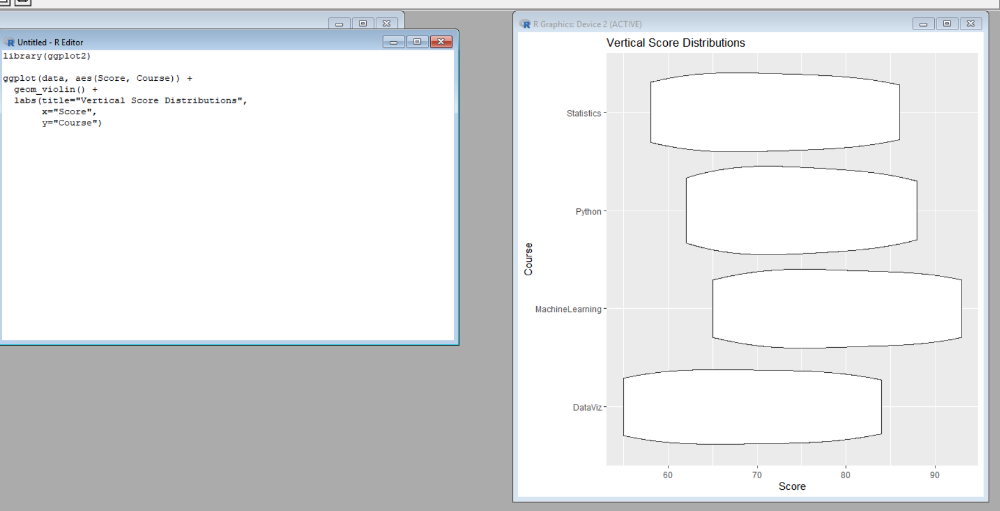 Untitled - R Editor
library(ggplot2)
ggplot(data, aes(Score, Course)) +
geom_violin() +
labs(title="Vertical Score Distributions",
x="Score",
y="Course")
R Graphics: Device 2 (ACTIVE)
Vertical Score Distributions
Course
Statistics
Python
MachineLearning
DataViz
60 70 80 90
Score